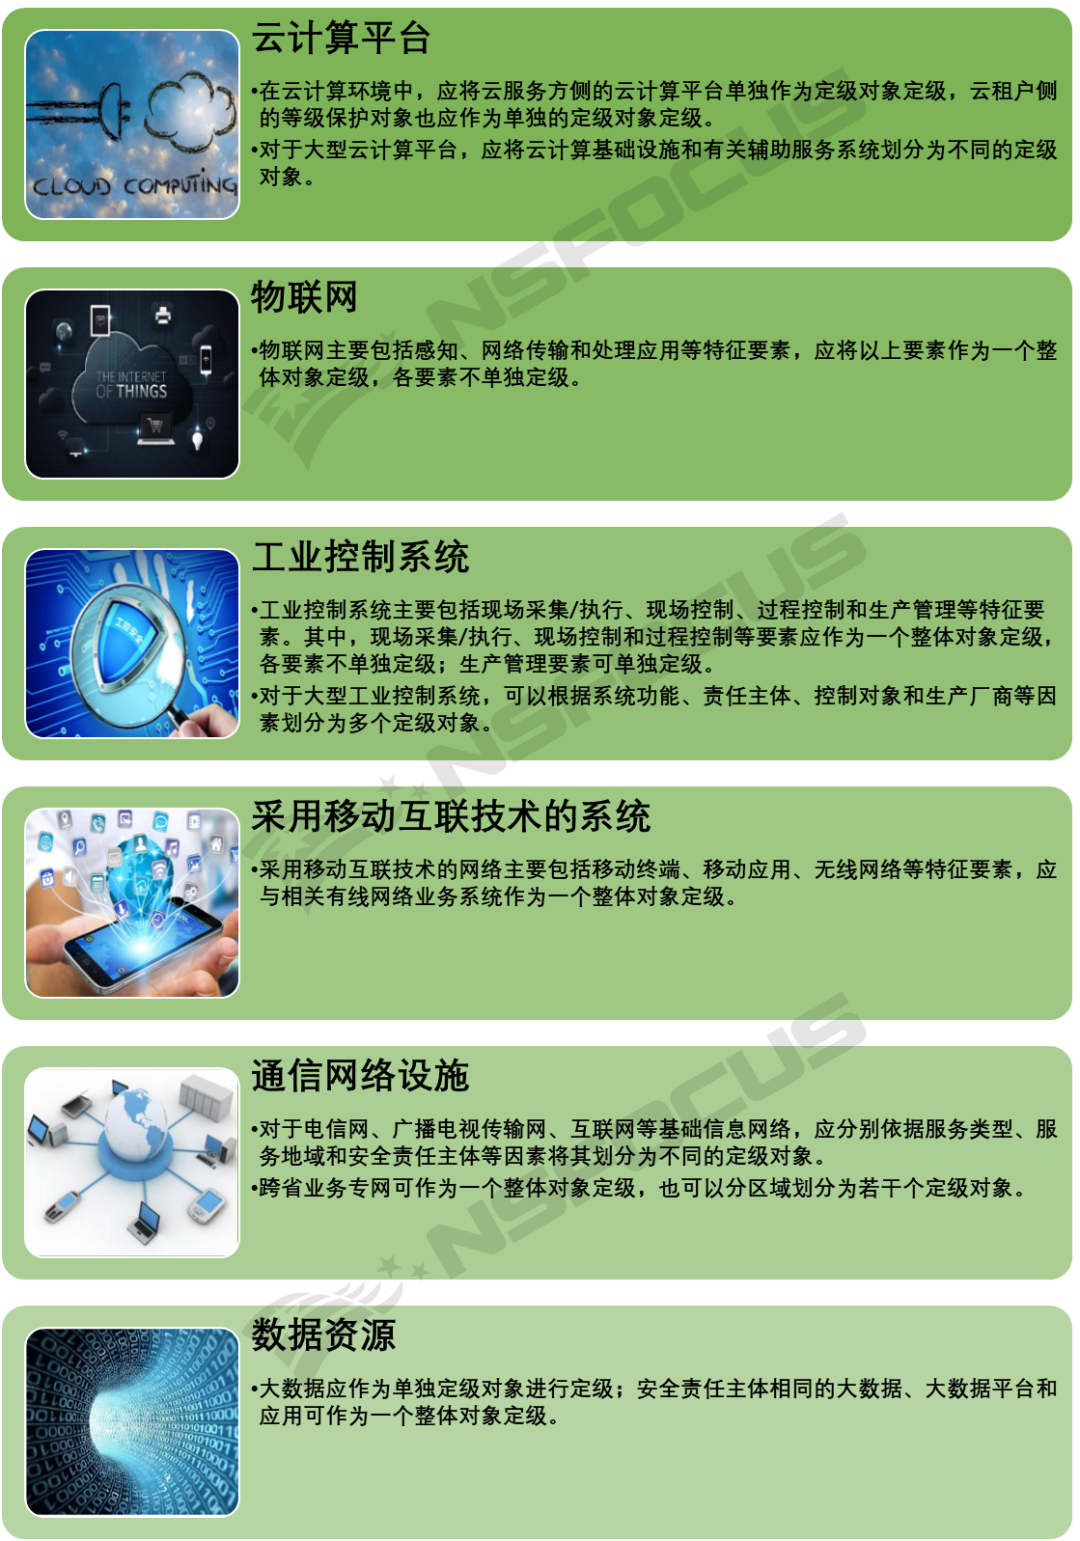 云计算平台
CLOUD COMPUTING
•在云计算环境中，应将云服务方侧的云计算平台单独作为定级对象定级，云租户侧
的等级保护对象也应作为单独的定级对象定级。
•对于大型云计算平台，应将云计算基础设施和有关辅助服务系统划分为不同的定级
对象。
NSFOCUS
物联网
THE INTERNET
OF THINGS
•物联网主要包括感知、网络传输和处理应用等特征要素，应将以上要素作为一个整
体对象定级，各要素不单独定级。
工业控制系统
工控安全
•工业控制系统主要包括现场采集/执行、现场控制、过程控制和生产管理等特征要
素。其中，现场采集/执行、现场控制和过程控制等要素应作为一个整体对象定级，
各要素不单独定级；生产管理要素可单独定级。
•对于大型工业控制系统，可以根据系统功能、责任主体、控制对象和生产厂商等因
素划分为多个定级对象。
NSFOCUS
采用移动互联技术的系统
•采用移动互联技术的网络主要包括移动终端、移动应用、无线网络等特征要素，应
与相关有线网络业务系统作为一个整体对象定级。
通信网络设施
•对于电信网、广播电视传输网、互联网等基础信息网络，应分别依据服务类型、服
务地域和安全责任主体等因素将其划分为不同的定级对象。
•跨省业务专网可作为一个整体对象定级，也可以分区域划分为若干个定级对象。
NSFOCUS
数据资源
•大数据应作为单独定级对象进行定级；安全责任主体相同的大数据、大数据平台和
应用可作为一个整体对象定级。